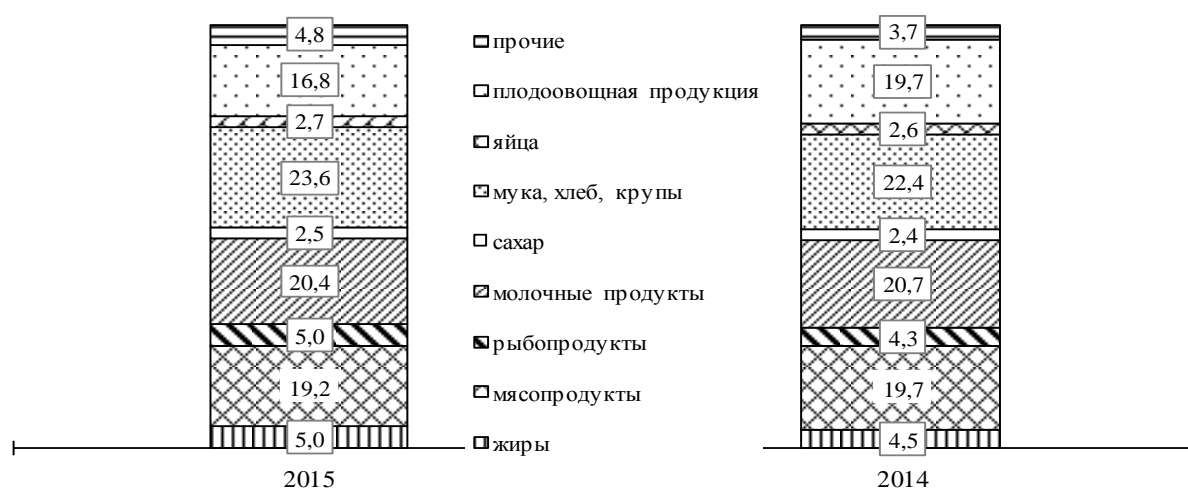 4,8
16,8
2,7
23,6
2,5
20,4
5,0
19,2
5,0
2015
прочие
плодоовощная продукция
яйца
мука, хлеб, крупы
сахар
молочные продукты
рыбопродукты
мясопродукты
жиры
3,7
19,7
2,6
22,4
2,4
20,7
4,3
19,7
4,5
2014